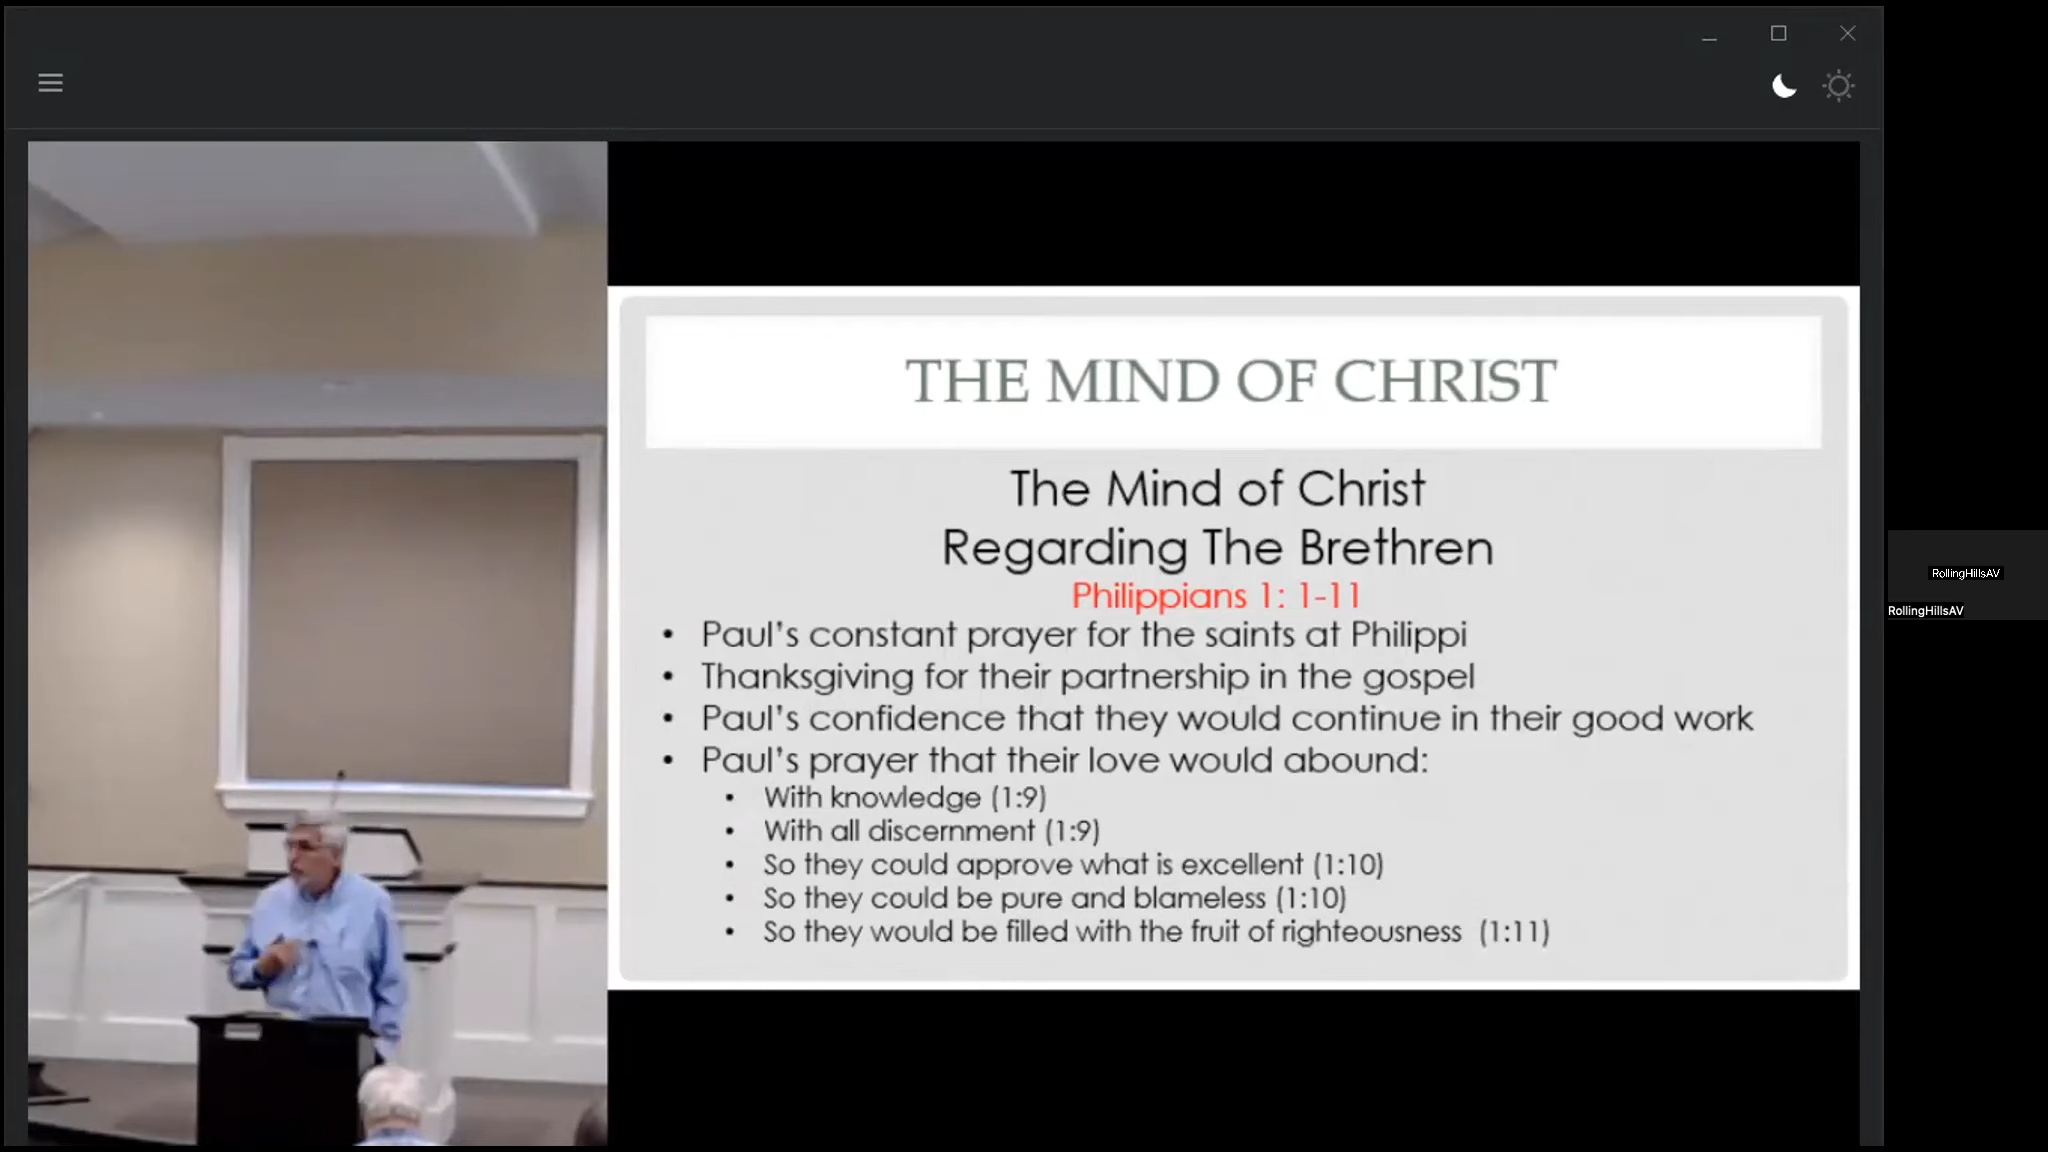 THE MIND OF CHRIST
The Mind of Christ
Regarding The Brethren
Philippians 1: 1-11
• Paul's constant prayer for the saints at Philippi
• Thanksgiving for their partnership in the gospel
• Paul's confidence that they would continue in their good work
• Paul's prayer that their love would abound:
• With knowledge (1:9)
• With all discernment (1:9)
• So they could approve what is excellent (1:10)
• So they could be pure and blameless (1:10)
• So they would be filled with the fruit of righteousness (1:11)
RollingHillsAV
RollingHillsAV